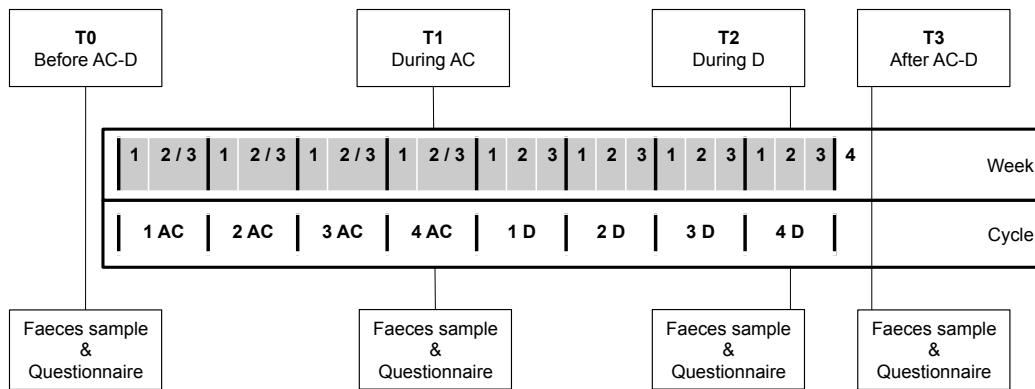 T0
Before AC-D
T1
During AC
T2
During D
T3
After AC-D
1 2 / 3 1 2 / 3 1 2 / 3 1 2 / 3 1 2 3 1 2 3 1 2 3 1 2 3 4 Week
1 AC 2 AC 3 AC 4 AC 1 D 2 D 3 D 4 D Cycle
Faeces sample
&
Questionnaire
Faeces sample
&
Questionnaire
Faeces sample
&
Questionnaire
Faeces sample
&
Questionnaire